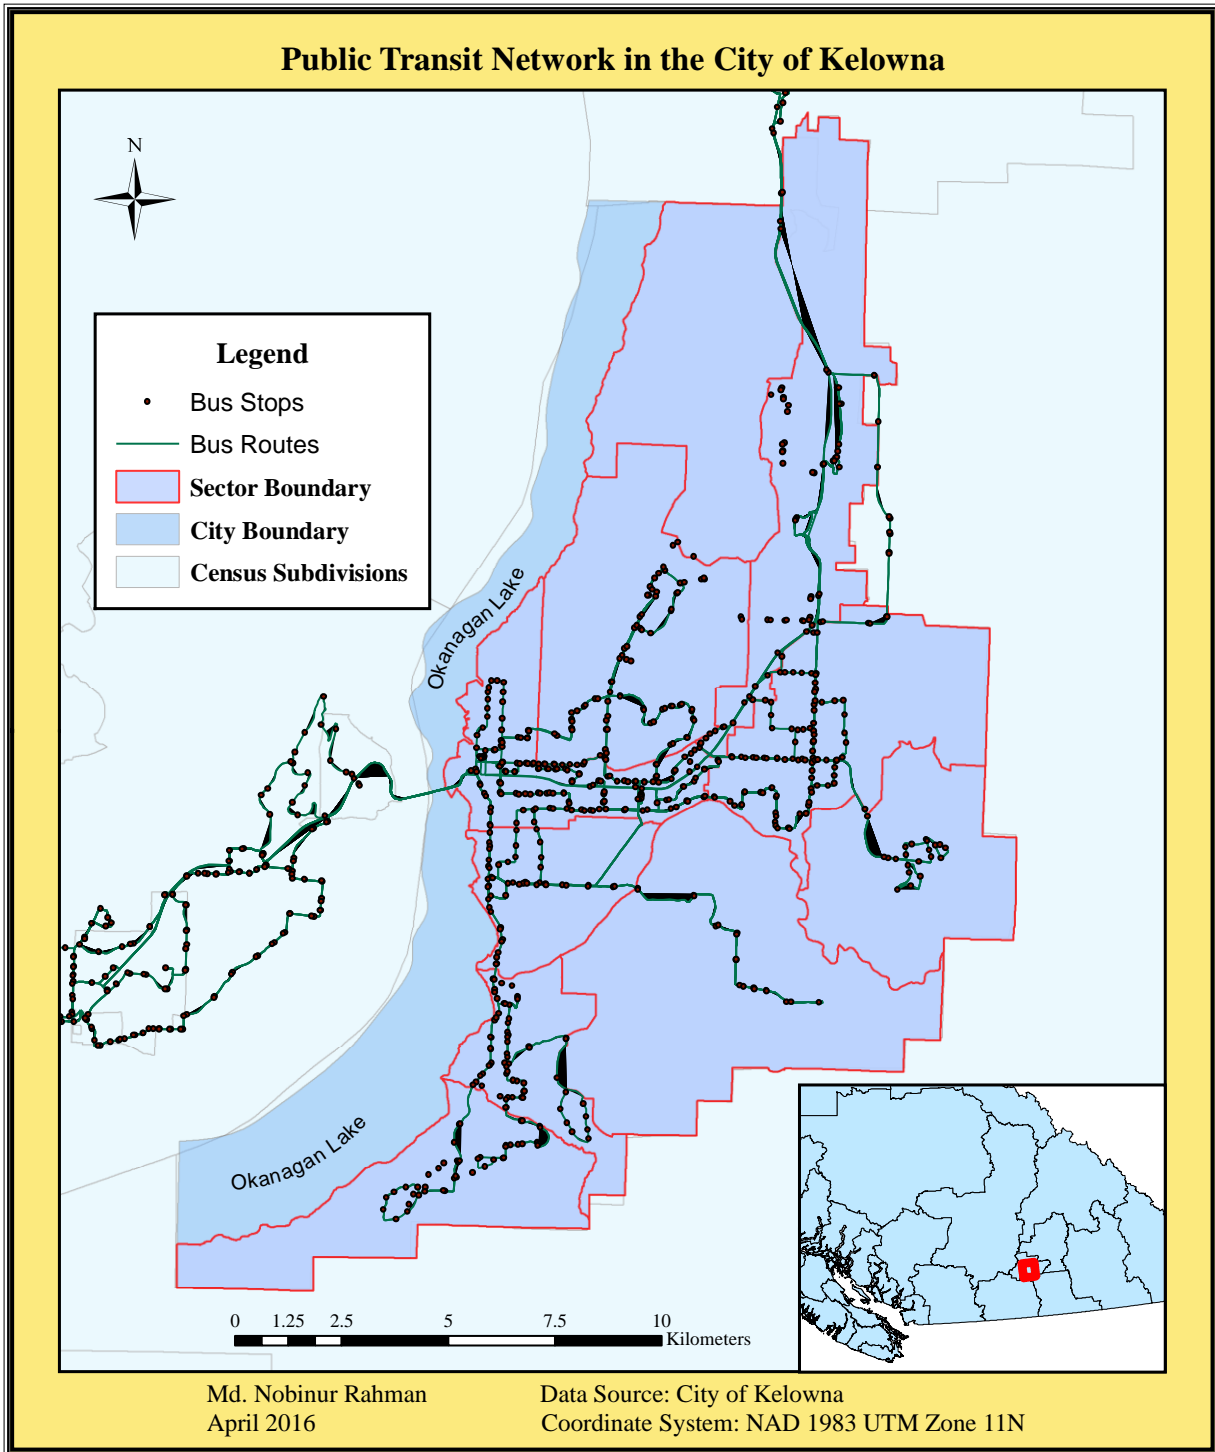 Public Transit Network in the City of Kelowna
N
Legend
Bus Stops
Bus Routes
Sector Boundary
City Boundary
Census Subdivisions
Okanagan Lake
Okanagan Lake
0 1.25 2.5 5 7.5 10
Kilometers
Md. Nobinur Rahman
April 2016
Data Source: City of Kelowna
Coordinate System: NAD 1983 UTM Zone 11N